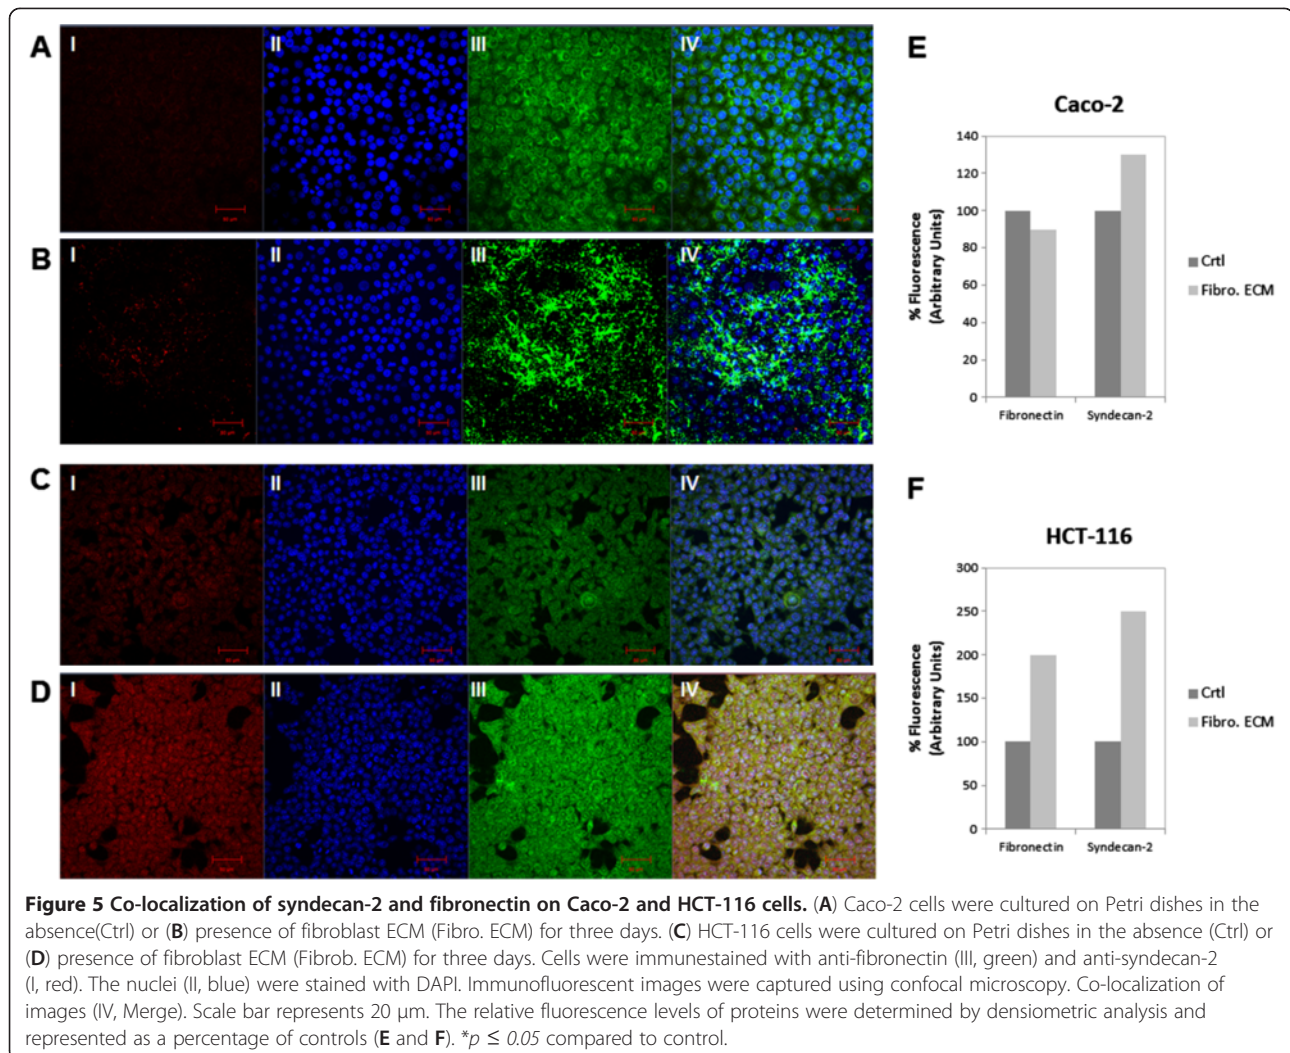 A
I
II
III
IV
B
I
II
III
IV
C
I
II
III
IV
D
I
II
III
IV
E
Caco-2
% Fluorescence
(Arbitrary Units)
140
120
100
80
60
40
20
0
Fibronectin
Syndecan-2
Crtl
Fibro. ECM
F
HCT-116
% Fluorescence
(Arbitrary Units)
300
250
200
150
100
50
0
Fibronectin
Syndecan-2
Crtl
Fibro. ECM
Figure 5 Co-localization of syndecan-2 and fibronectin on Caco-2 and HCT-116 cells. (A) Caco-2 cells were cultured on Petri dishes in the
absence(Ctrl) or (B) presence of fibroblast ECM (Fibro. ECM) for three days. (C) HCT-116 cells were cultured on Petri dishes in the absence (Ctrl) or
(D) presence of fibroblast ECM (Fibrob. ECM) for three days. Cells were immunestained with anti-fibronectin (III, green) and anti-syndecan-2
(I, red). The nuclei (II, blue) were stained with DAPI. Immunofluorescent images were captured using confocal microscopy. Co-localization of
images (IV, Merge). Scale bar represents 20 μm. The relative fluorescence levels of proteins were determined by densiometric analysis and
represented as a percentage of controls (E and F). *p ≤ 0.05 compared to control.